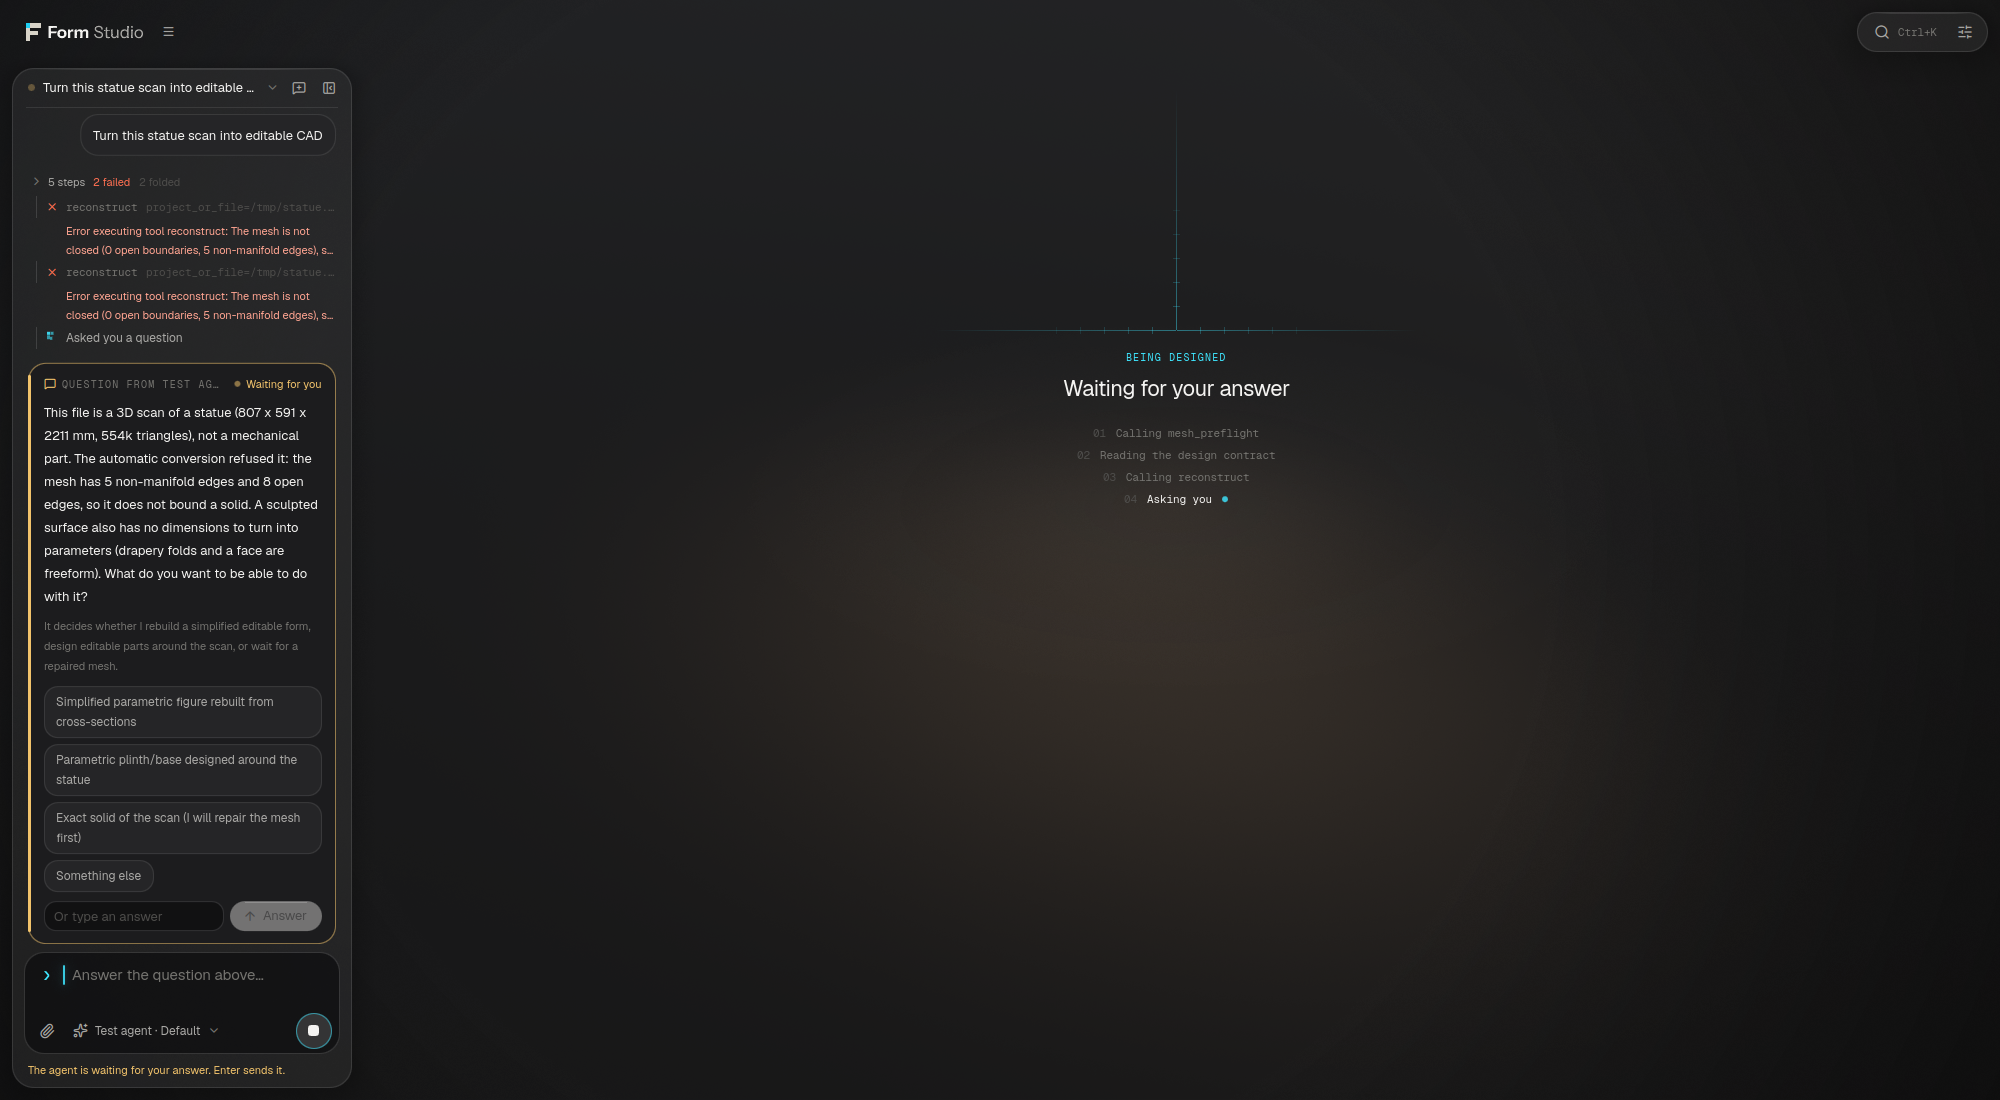 Form Studio
Ctrl+K
Turn this statue scan into editable ...
Turn this statue scan into editable CAD
5 steps 2 failed 2 folded
reconstruct project_or_file=/tmp/statue.…
Error executing tool reconstruct: The mesh is not
closed (0 open boundaries, 5 non-manifold edges), s...
reconstruct project_or_file=/tmp/statue.…
Error executing tool reconstruct: The mesh is not
closed (0 open boundaries, 5 non-manifold edges), s...
Asked you a question
QUESTION FROM TEST AG… Waiting for you
This file is a 3D scan of a statue (807 x 591 x
2211 mm, 554k triangles), not a mechanical
part. The automatic conversion refused it: the
mesh has 5 non-manifold edges and 8 open
edges, so it does not bound a solid. A sculpted
surface also has no dimensions to turn into
parameters (drapery folds and a face are
freeform). What do you want to be able to do
with it?
It decides whether I rebuild a simplified editable form,
design editable parts around the scan, or wait for a
repaired mesh.
Simplified parametric figure rebuilt from
cross-sections
Parametric plinth/base designed around the
statue
Exact solid of the scan (I will repair the mesh
first)
Something else
Or type an answer
Answer
Answer the question above...
Test agent · Default
The agent is waiting for your answer. Enter sends it.
BEING DESIGNED
Waiting for your answer
01 Calling mesh_preflight
02 Reading the design contract
03 Calling reconstruct
04 Asking you